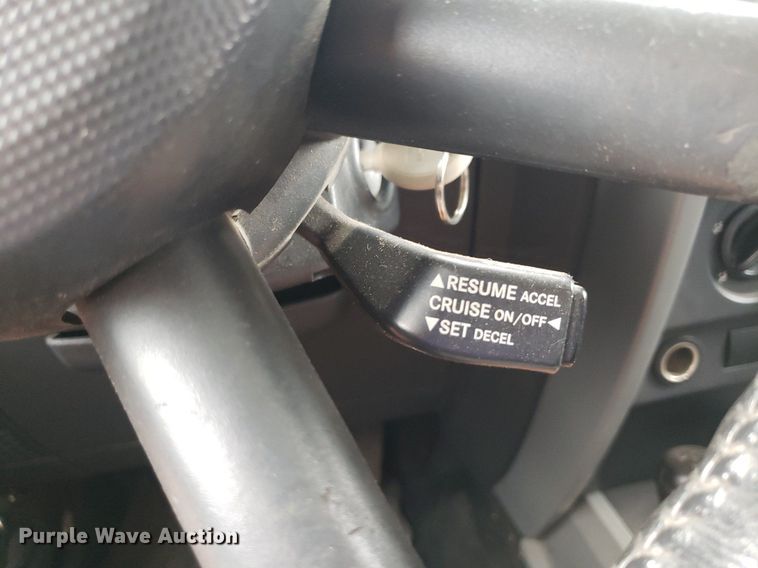 ▲RESUME ACCEL
CRUISE ON/OFF◄
▼SET DECEL
Purple Wave Auction